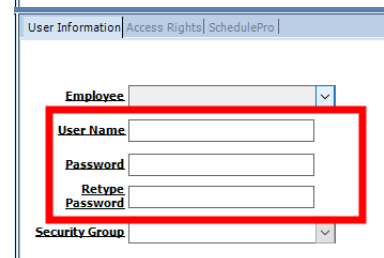 User Information Access Rights SchedulePro
Employee
User Name
Password
Retype
Password
Security Group